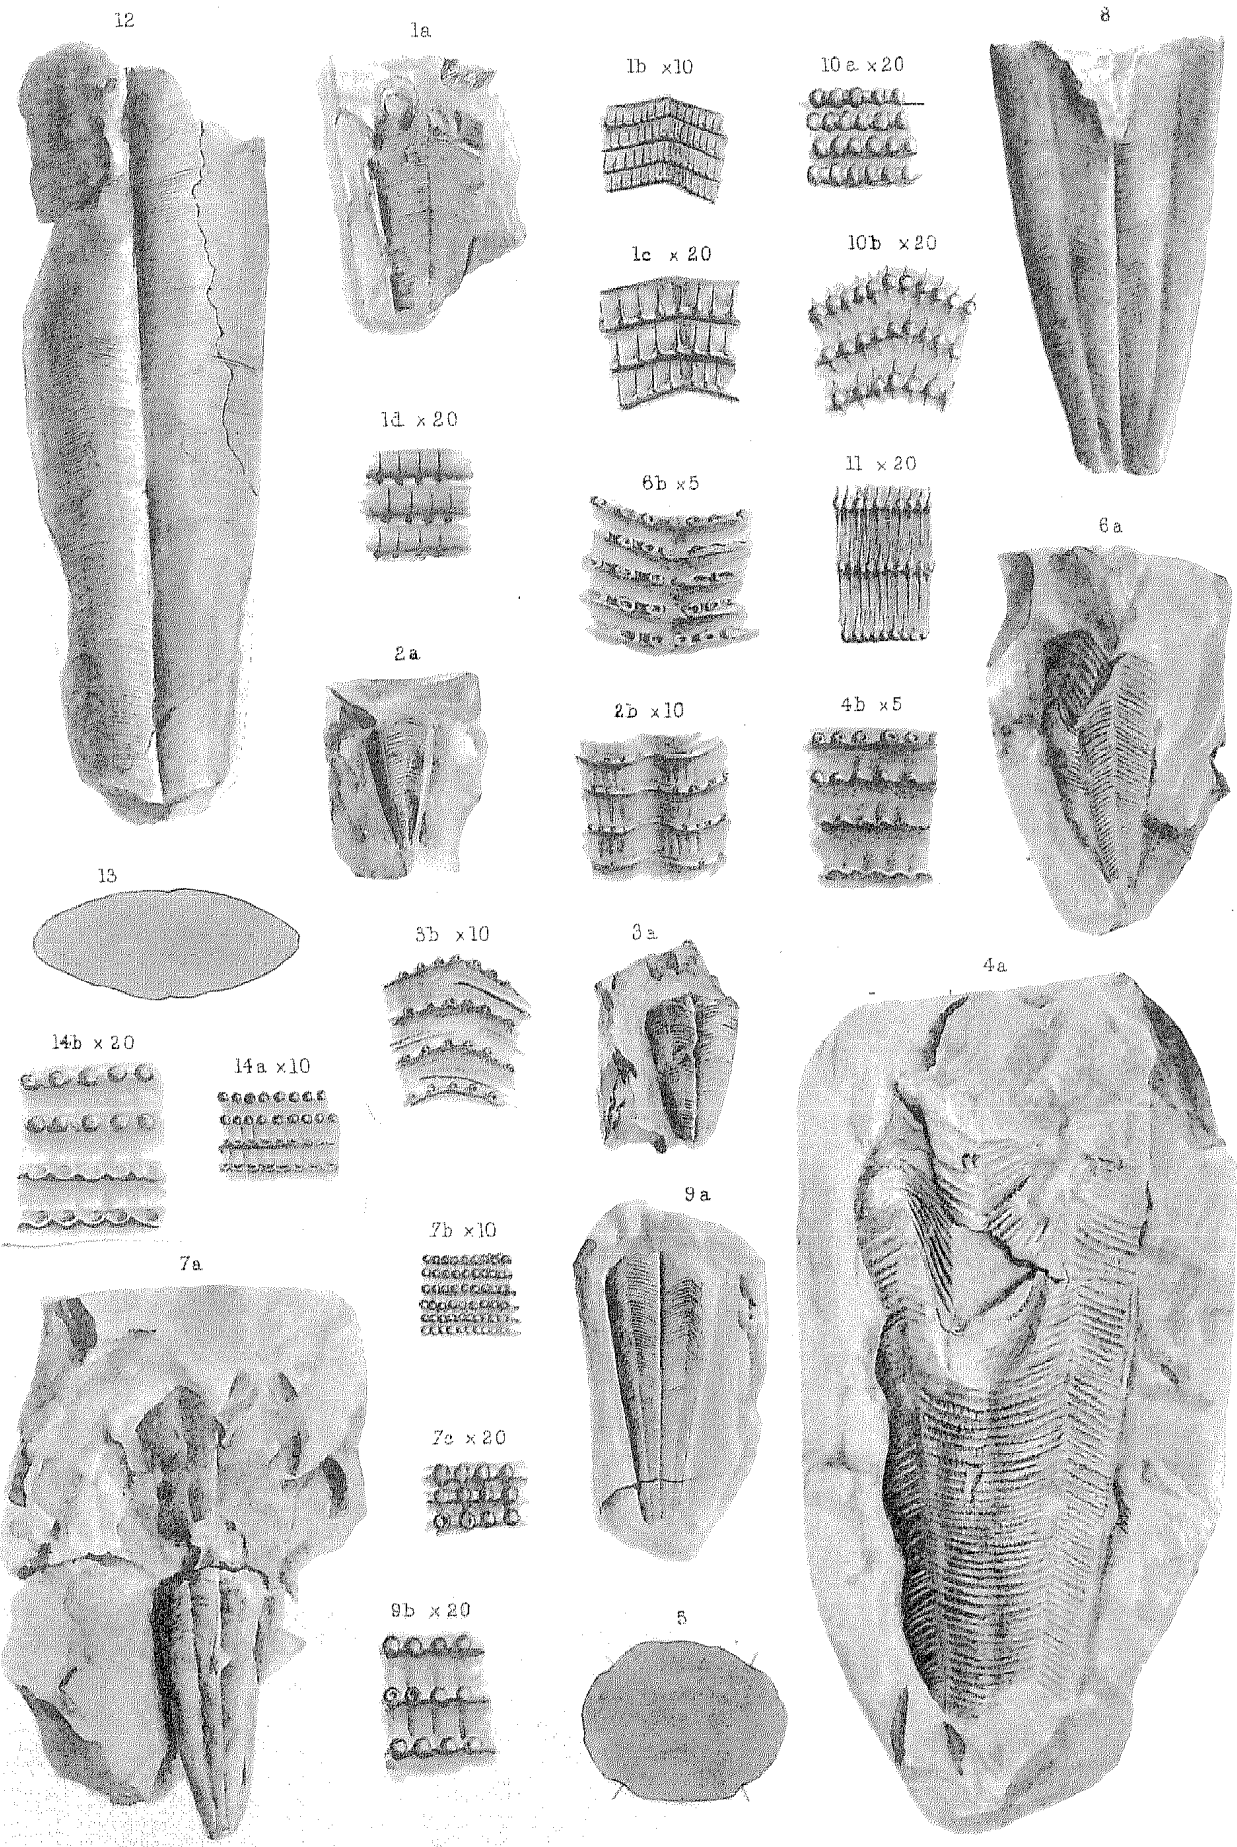 12
1a
8
1b ×10
10a ×20
1c × 20
10b ×20
1d × 20
6b ×5
11 ×20
6a
2a
2b ×10
4b ×5
13
3b ×10
3a
4a
14b × 20
14a ×10
9a
7b ×10
7a
7c ×20
9b × 20
5